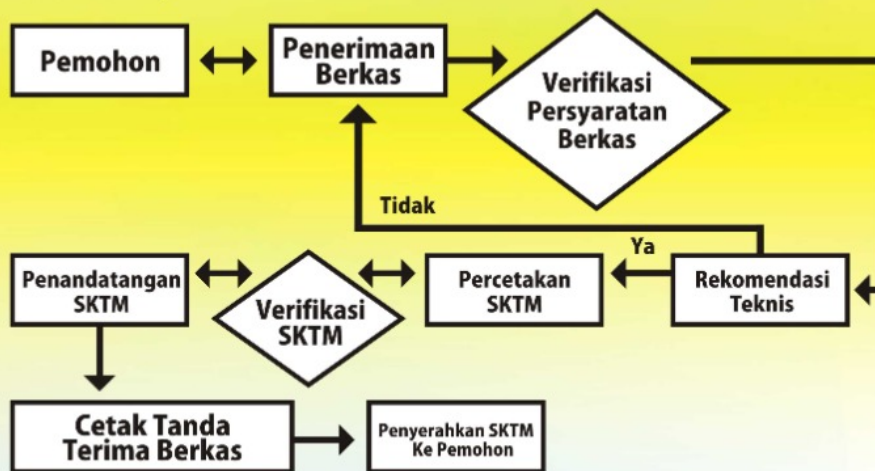 Pemohon
Penerimaan
Berkas
Verifikasi
Persyaratan
Berkas
Tidak
Ya
Rekomendasi
Teknis
Percetakan
SKTM
Verifikasi
SKTM
Penandatangan
SKTM
Cetak Tanda
Terima Berkas
Penyerahkan SKTM
Ke Pemohon